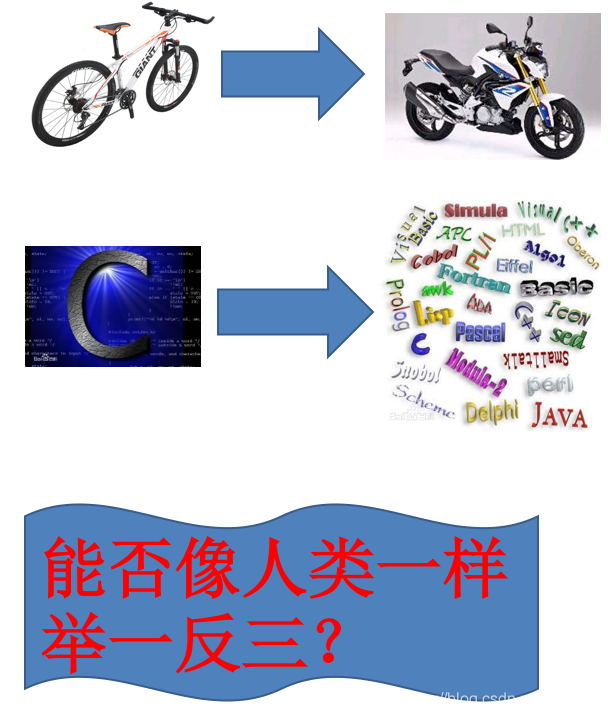 GIANT
Simula
Visual C++
Visual Basic
APC
PL/I
HTML
Oberon
Cobol
Algol
Fortran
Eiffel
Basic
Prolog
awk
Ada
Lisp
C++
Icon
Pascal
sed
C
Smalltalk
Snobol
Modula-2
perl
Scheme
Delphi
JAVA
C
能否像人类一样
举一反三?
//blog.csdn